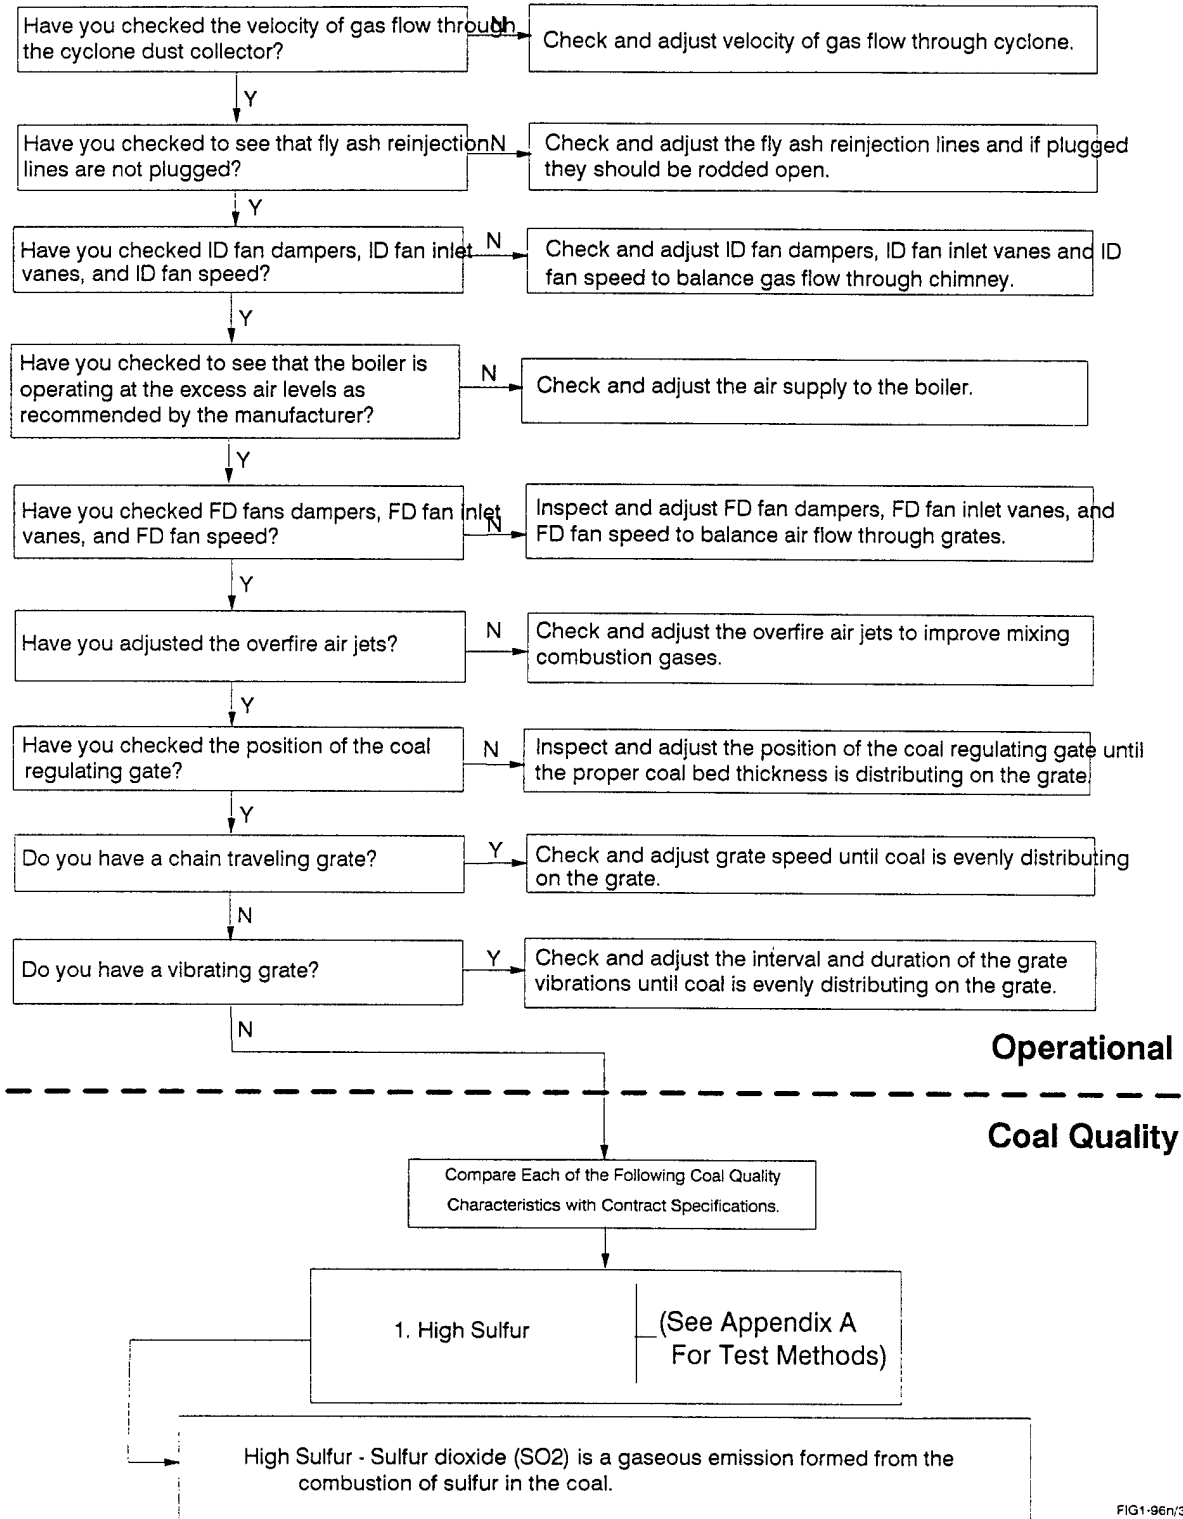 Have you checked the velocity of gas flow through
the cyclone dust collector?
N
Check and adjust velocity of gas flow through cyclone.
Y
Have you checked to see that fly ash reinjection
lines are not plugged?
N
Check and adjust the fly ash reinjection lines and if plugged
they should be rodded open.
Y
Have you checked ID fan dampers, ID fan inlet
vanes, and ID fan speed?
N
Check and adjust ID fan dampers, ID fan inlet vanes and ID
fan speed to balance gas flow through chimney.
Y
Have you checked to see that the boiler is
operating at the excess air levels as
recommended by the manufacturer?
N
Check and adjust the air supply to the boiler.
Y
Have you checked FD fans dampers, FD fan inlet
vanes, and FD fan speed?
N
Inspect and adjust FD fan dampers, FD fan inlet vanes, and
FD fan speed to balance air flow through grates.
Y
Have you adjusted the overfire air jets?
N
Check and adjust the overfire air jets to improve mixing
combustion gases.
Y
Have you checked the position of the coal
regulating gate?
N
Inspect and adjust the position of the coal regulating gate until
the proper coal bed thickness is distributing on the grate.
Y
Do you have a chain traveling grate?
Y
Check and adjust grate speed until coal is evenly distributing
on the grate.
N
Do you have a vibrating grate?
Y
Check and adjust the interval and duration of the grate
vibrations until coal is evenly distributing on the grate.
N
Operational
Coal Quality
Compare Each of the Following Coal Quality
Characteristics with Contract Specifications.
1. High Sulfur
(See Appendix A
For Test Methods)
High Sulfur - Sulfur dioxide (SO2) is a gaseous emission formed from the
combustion of sulfur in the coal.
FIG1-96n/3